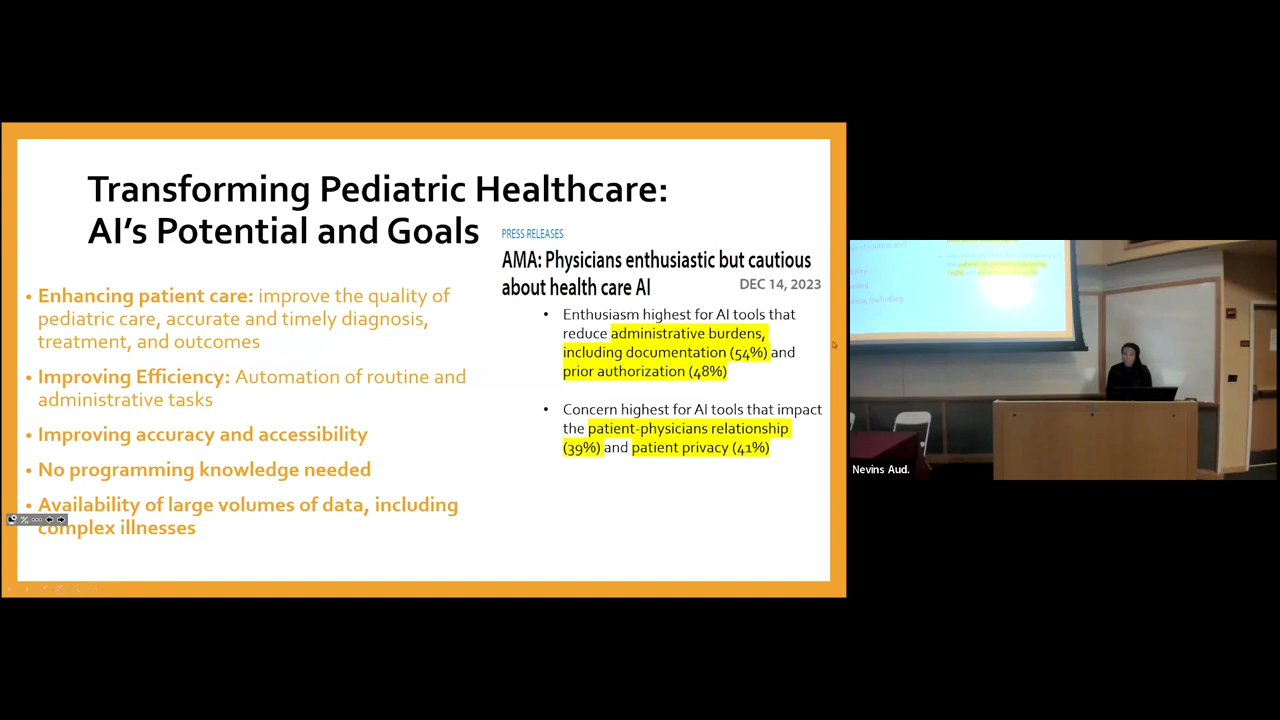 Transforming Pediatric Healthcare:
AI's Potential and Goals
• Enhancing patient care: improve the quality of
pediatric care, accurate and timely diagnosis,
treatment, and outcomes
• Improving Efficiency: Automation of routine and
administrative tasks
• Improving accuracy and accessibility
• No programming knowledge needed
• Availability of large volumes of data, including
complex illnesses
PRESS RELEASES
AMA: Physicians enthusiastic but cautious
about health care AI
DEC 14, 2023
• Enthusiasm highest for AI tools that
reduce administrative burdens,
including documentation (54%) and
prior authorization (48%)
• Concern highest for AI tools that impact
the patient-physicians relationship
(39%) and patient privacy (41%)
Nevins Aud.